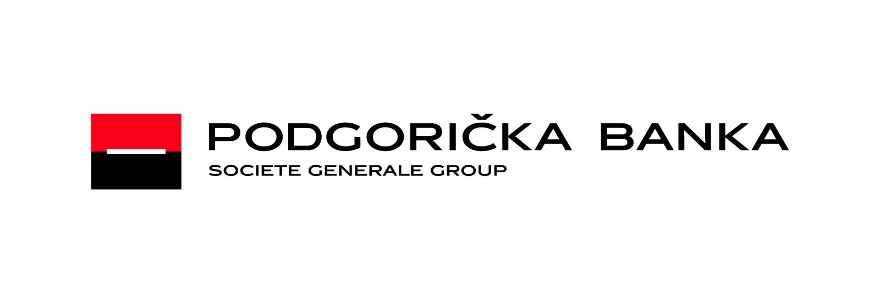 PODGORIČKA BANKA
SOCIETE GENERALE GROUP